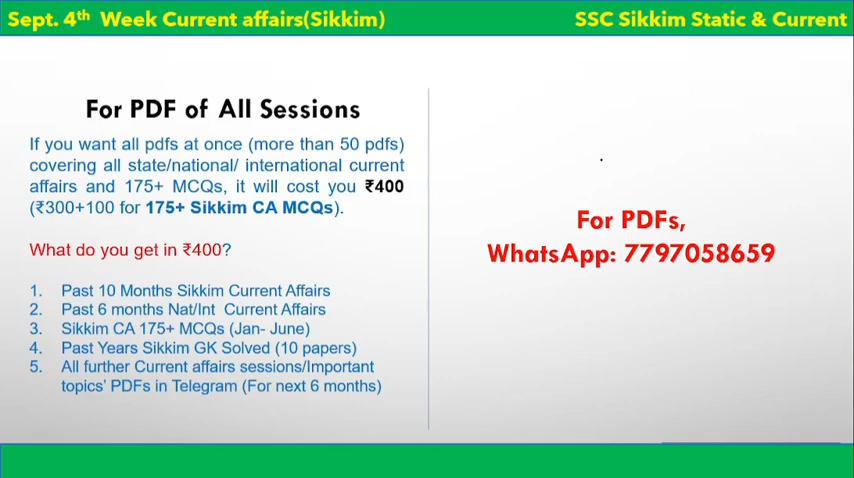 Sept. 4th Week Current affairs(Sikkim)
SSC Sikkim Static & Current
For PDF of All Sessions
If you want all pdfs at once (more than 50 pdfs)
covering all state/national/ international current
affairs and 175+ MCQs, it will cost you ₹400
(₹300+100 for 175+ Sikkim CA MCQs).
What do you get in ₹400?
1. Past 10 Months Sikkim Current Affairs
2. Past 6 months Nat/Int Current Affairs
3. Sikkim CA 175+ MCQs (Jan- June)
4. Past Years Sikkim GK Solved (10 papers)
5. All further Current affairs sessions/Important
topics' PDFs in Telegram (For next 6 months)
For PDFs,
WhatsApp: 7797058659